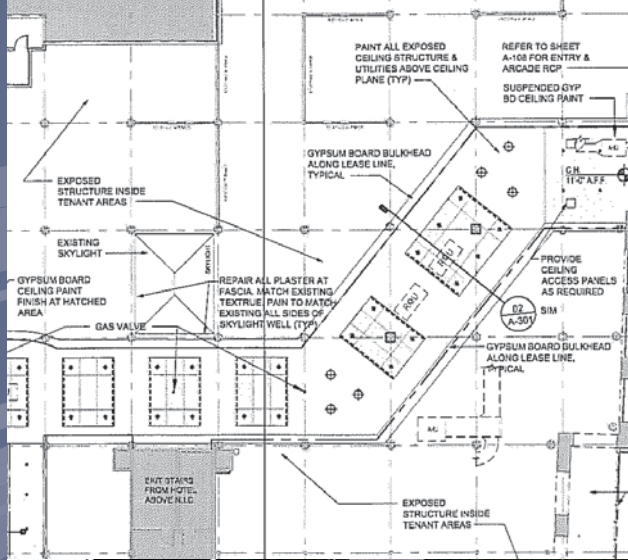 PAINT ALL EXPOSED
CEILING STRUCTURE &
UTILITIES ABOVE CEILING
PLANE (TYP)
REFER TO SHEET
A-108 FOR ENTRY &
ARCADE RCP
SUSPENDED GYP
BD CEILING PAINT
GYPSUM BOARD BULKHEAD
ALONG LEASE LINE,
TYPICAL
C.H.
11'-0" A.F.F.
EXPOSED
STRUCTURE INSIDE
TENANT AREAS
EXISTING
SKYLIGHT
SKYLIGHT
GYPSUM BOARD
CEILING PAINT
FINISH AT HATCHED
AREA
REPAIR ALL PLASTER AT
FASCIA. MATCH EXISTING
TEXTRUE. PAIN TO MATCH
EXISTING ALL SIDES OF
SKYLIGHT WELL (TYP)
GAS VALVE
RQU
RQU
PROVIDE
CEILING
ACCESS PANELS
AS REQUIRED
02
A-301
SIM
GYPSUM BOARD BULKHEAD
ALONG LEASE LINE,
TYPICAL
EXIT STAIRS
FROM HOTEL
ABOVE N.I.C.
EXPOSED
STRUCTURE INSIDE
TENANT AREAS